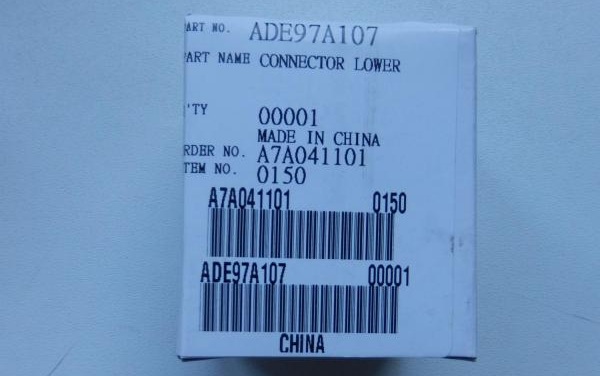 ART NO. ADE97A107
PART NAME CONNECTOR LOWER
'TY 00001
MADE IN CHINA
RDER NO. A7A041101
TEM NO. 0150
A7A041101 0150
ADE97A107 00001
CHINA